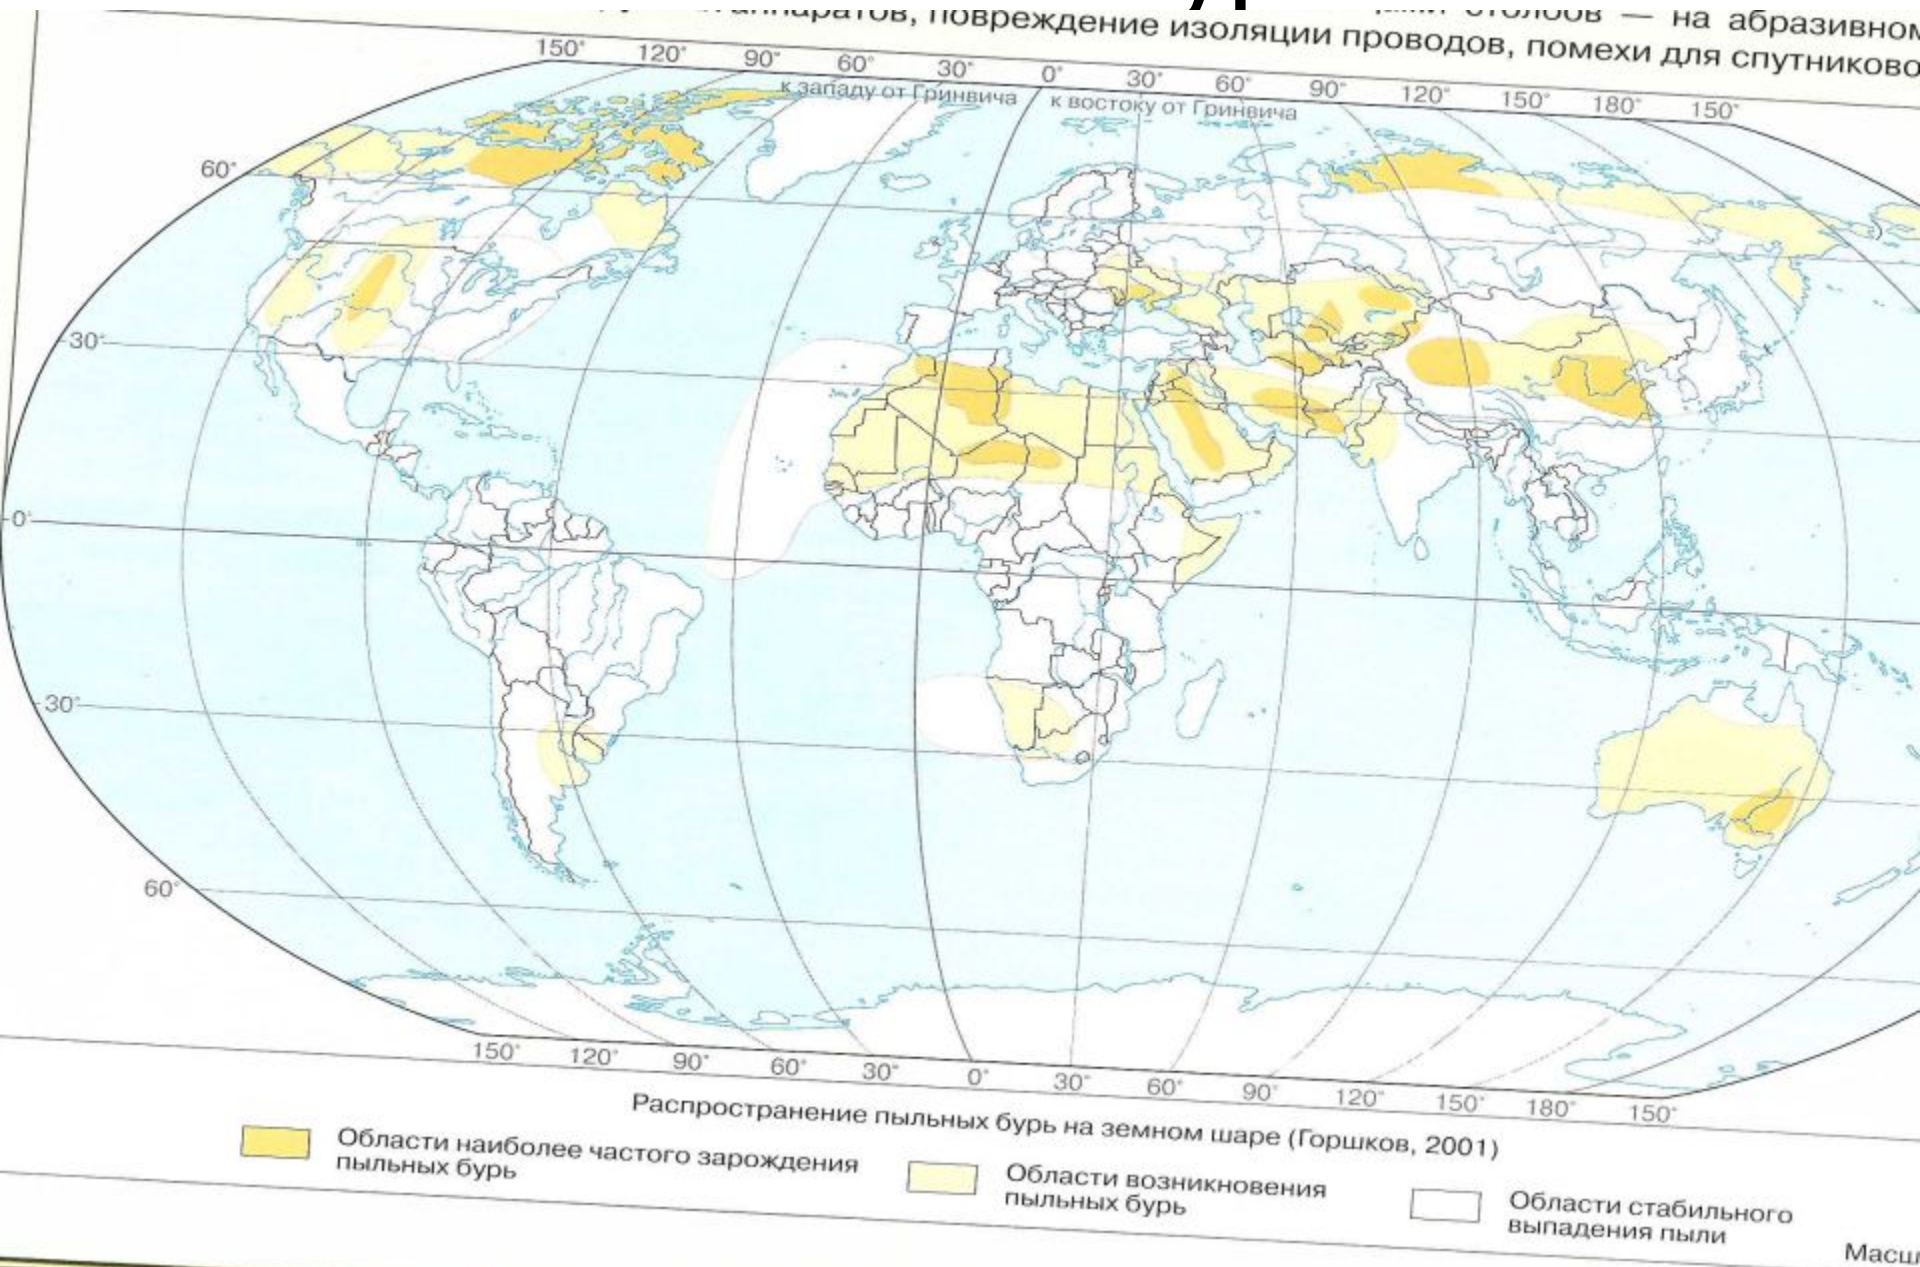 столбов — на абразивном
аппаратов, повреждение изоляции проводов, помехи для спутниково
150° 120° 90° 60° 30° 0° 30° 60° 90° 120° 150° 180° 150°
к западу от Гринвича к востоку от Гринвича
60°
30°
0°
30°
60°
150° 120° 90° 60° 30° 0° 30° 60° 90° 120° 150° 180° 150°
Распространение пыльных бурь на земном шаре (Горшков, 2001)
Области наиболее частого зарождения
пыльных бурь
Области возникновения
пыльных бурь
Области стабильного
выпадения пыли
Масш